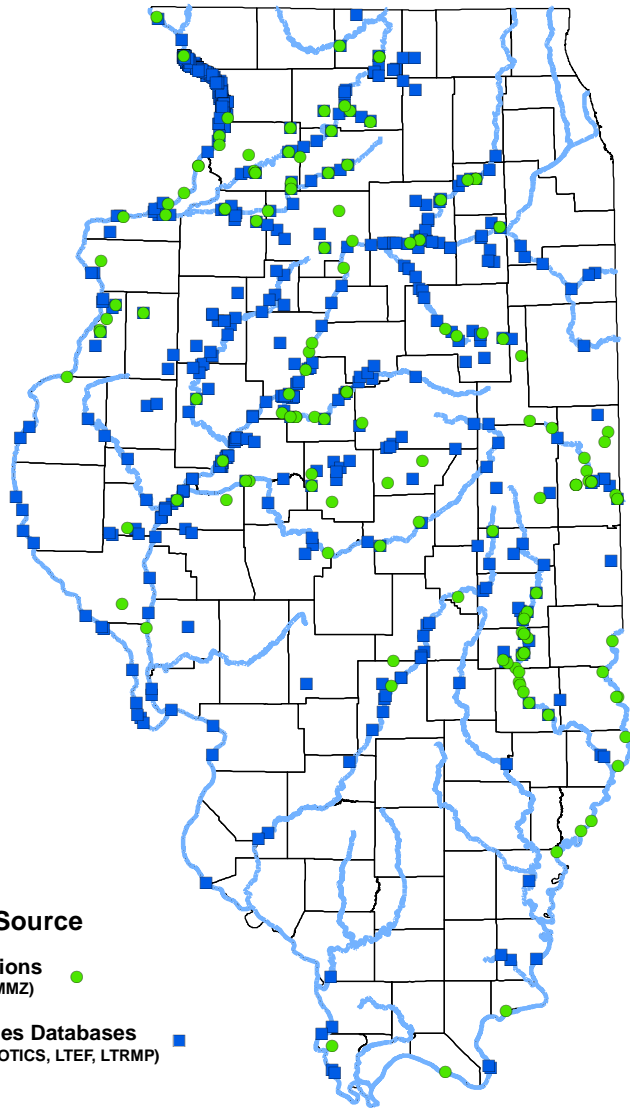 Source
ions
MMZ)
es Databases
OTICS, LTEF, LTRMP)